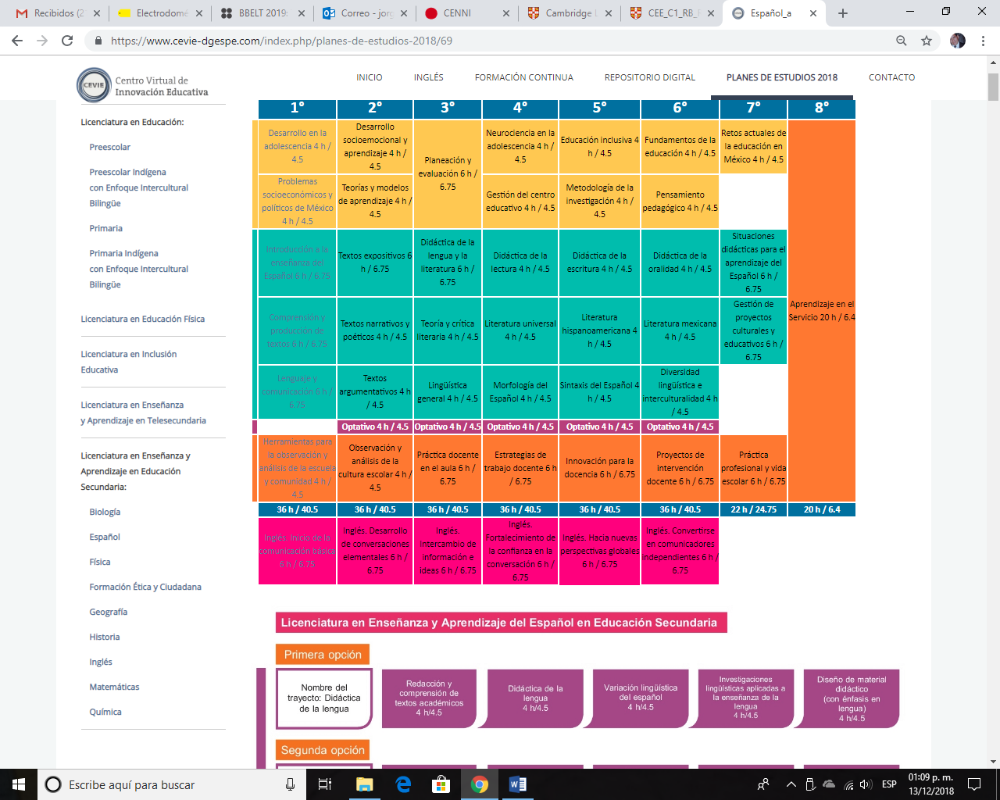 Recibidos (2
Electrodomé
BBELT 2019:
Correo - jorg
CENNI
Cambridge L
CEE_C1_RB_F
Español_a
https://www.cevie-dgespe.com/index.php/planes-de-estudios-2018/69
CEVIE
Centro Virtual de
Innovación Educativa
INICIO
INGLÉS
FORMACIÓN CONTINUA
REPOSITORIO DIGITAL
PLANES DE ESTUDIOS 2018
CONTACTO
Licenciatura en Educación:
Preescolar
Preescolar Indígena
con Enfoque Intercultural
Bilingüe
Primaria
Primaria Indígena
con Enfoque Intercultural
Bilingüe
Licenciatura en Educación Física
Licenciatura en Inclusión
Educativa
Licenciatura en Enseñanza
y Aprendizaje en Telesecundaria
Licenciatura en Enseñanza y
Aprendizaje en Educación
Secundaria:
Biología
Español
Física
Formación Ética y Ciudadana
Geografía
Historia
Inglés
Matemáticas
Química
1°
2°
3°
4°
5°
6°
7°
8°
Desarrollo en la
adolescencia 4 h /
4.5
Desarrollo
socioemocional y
aprendizaje 4 h /
4.5
Planeación y
evaluación 6 h /
6.75
Neurociencia en la
adolescencia 4 h /
4.5
Educación inclusiva 4
h / 4.5
Fundamentos de la
educación 4 h / 4.5
Retos actuales de
la educación en
México 4 h / 4.5
Aprendizaje en el
Servicio 20 h / 6.4
Problemas
socioeconómicos y
políticos de México
4 h / 4.5
Teorías y modelos
de aprendizaje 4 h /
4.5
Gestión del centro
educativo 4 h / 4.5
Metodología de la
investigación 4 h /
4.5
Pensamiento
pedagógico 4 h / 4.5
Introducción a la
enseñanza del
Español 6 h / 6.75
Textos expositivos 6
h / 6.75
Didáctica de la
lengua y la
literatura 6 h /
6.75
Didáctica de la
lectura 4 h / 4.5
Didáctica de la
escritura 4 h / 4.5
Didáctica de la
oralidad 4 h / 4.5
Situaciones
didácticas para el
aprendizaje del
Español 6 h /
6.75
Comprensión y
producción de
textos 6 h / 6.75
Textos narrativos y
poéticos 4 h / 4.5
Teoría y crítica
literaria 4 h / 4.5
Literatura universal
4 h / 4.5
Literatura
hispanoamericana 4
h / 4.5
Literatura mexicana
4 h / 4.5
Gestión de
proyectos
culturales y
educativos 6 h /
6.75
Lenguaje y
comunicación 6 h /
6.75
Textos
argumentativos 4 h
/ 4.5
Lingüística
general 4 h / 4.5
Morfología del
Español 4 h / 4.5
Sintaxis del Español 4
h / 4.5
Diversidad
lingüística e
interculturalidad 4 h
/ 4.5
Optativo 4 h / 4.5
Optativo 4 h / 4.5
Optativo 4 h / 4.5
Optativo 4 h / 4.5
Optativo 4 h / 4.5
Herramientas para
la observación y
análisis de la escuela
y comunidad 4 h /
4.5
Observación y
análisis de la
cultura escolar 4 h /
4.5
Práctica docente
en el aula 6 h /
6.75
Estrategias de
trabajo docente 6 h
/ 6.75
Innovación para la
docencia 6 h / 6.75
Proyectos de
intervención
docente 6 h / 6.75
Práctica
profesional y vida
escolar 6 h / 6.75
36 h / 40.5
36 h / 40.5
36 h / 40.5
36 h / 40.5
36 h / 40.5
36 h / 40.5
22 h / 24.75
20 h / 6.4
Inglés. Inicio de la
comunicación básica
6 h / 6.75
Inglés. Desarrollo
de conversaciones
elementales 6 h /
6.75
Inglés.
Intercambio de
información e
ideas 6 h / 6.75
Inglés.
Fortalecimiento de
la confianza en la
conversación 6 h /
6.75
Inglés. Hacia nuevas
perspectivas globales
6 h / 6.75
Inglés. Convertirse
en comunicadores
independientes 6 h /
6.75
Licenciatura en Enseñanza y Aprendizaje del Español en Educación Secundaria
Primera opción
Nombre del
trayecto: Didáctica
de la lengua
Redacción y
comprensión de
textos académicos
4 h/4.5
Didáctica de la
lengua
4 h/4.5
Variación lingüística
del español
4 h/4.5
Investigaciones
lingüísticas aplicadas a
la enseñanza de la
lengua
4 h/4.5
Diseño de material
didáctico
(con énfasis en
lengua)
4 h/4.5
Segunda opción
Escribe aquí para buscar
ESP
01:09 p. m.
13/12/2018